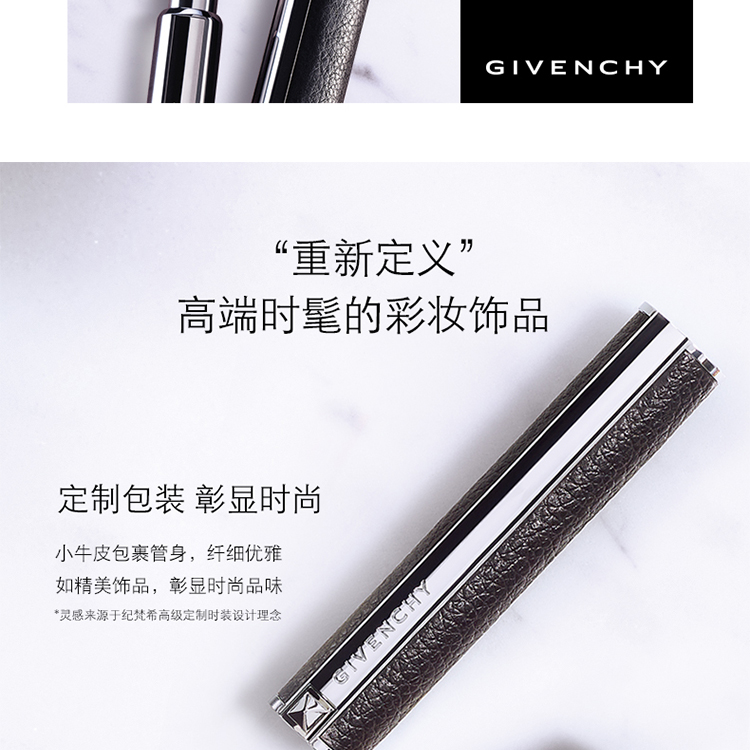 GIVENCHY
“重新定义”
高端时髦的彩妆饰品
定制包装 彰显时尚
小牛皮包裹管身，纤细优雅
如精美饰品，彰显时尚品味
*灵感来源于纪梵希高级定制时装设计理念
GIVENCHY